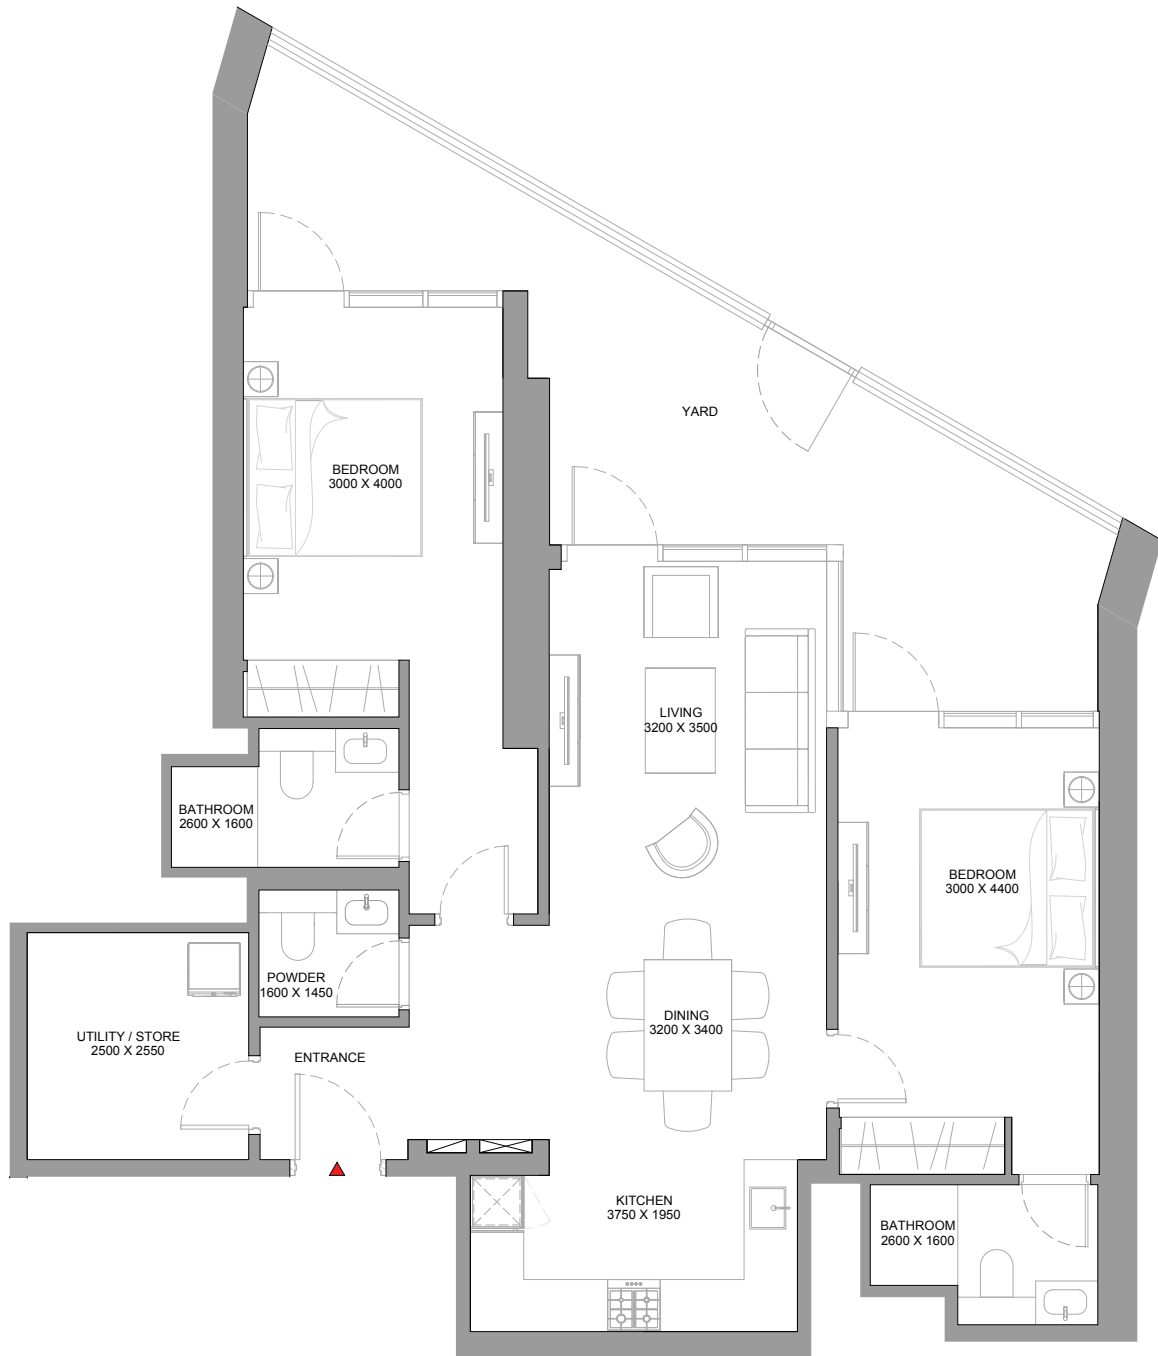 YARD
BEDROOM
3000 X 4000
LIVING
3200 X 3500
BATHROOM
2600 X 1600
BEDROOM
3000 X 4400
POWDER
1600 X 1450
DINING
3200 X 3400
UTILITY / STORE
2500 X 2550
ENTRANCE
KITCHEN
3750 X 1950
BATHROOM
2600 X 1600